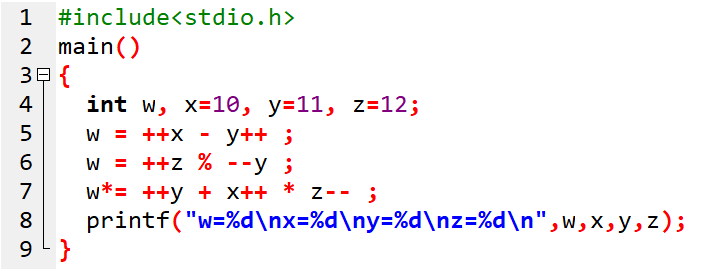 1 #include<stdio.h>
2 main()
3 {
4 int w, x=10, y=11, z=12;
5 w = ++x - y++ ;
6 w = ++z % --y ;
7 w*= ++y + x++ * z-- ;
8 printf("w=%d\nx=%d\ny=%d\nz=%d\n",w,x,y,z);
9 }